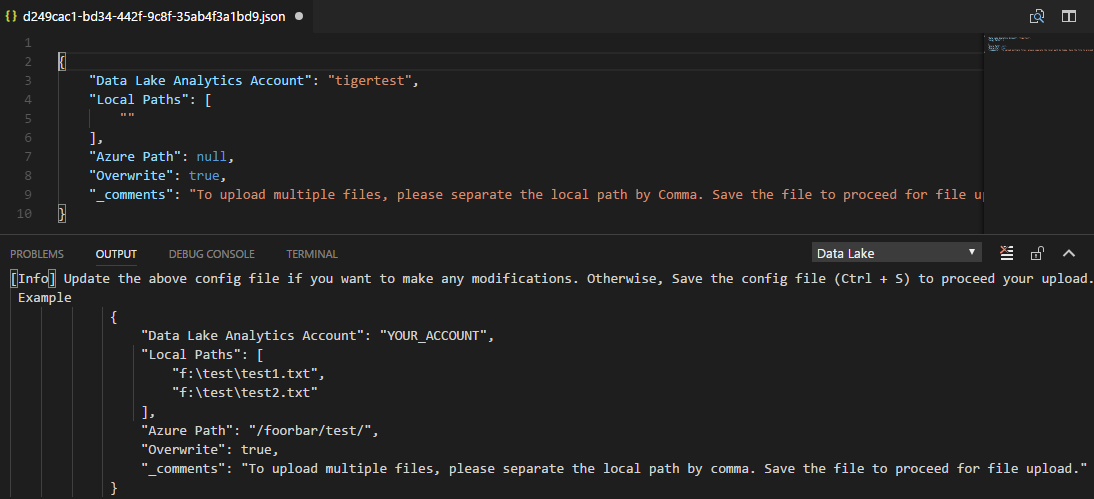 {} d249cac1-bd34-442f-9c8f-35ab4f3a1bd9.json
1
2 {
3 "Data Lake Analytics Account": "tigertest",
4 "Local Paths": [
5 ""
6 ],
7 "Azure Path": null,
8 "Overwrite": true,
9 "_comments": "To upload multiple files, please separate the local path by Comma. Save the file to proceed for file up
10 }
PROBLEMS OUTPUT DEBUG CONSOLE TERMINAL Data Lake
[Info] Update the above config file if you want to make any modifications. Otherwise, Save the config file (Ctrl + S) to proceed your upload.
Example
{
"Data Lake Analytics Account": "YOUR_ACCOUNT",
"Local Paths": [
"f:\test\test1.txt",
"f:\test\test2.txt"
],
"Azure Path": "/foorbar/test/",
"Overwrite": true,
"_comments": "To upload multiple files, please separate the local path by comma. Save the file to proceed for file upload."
}